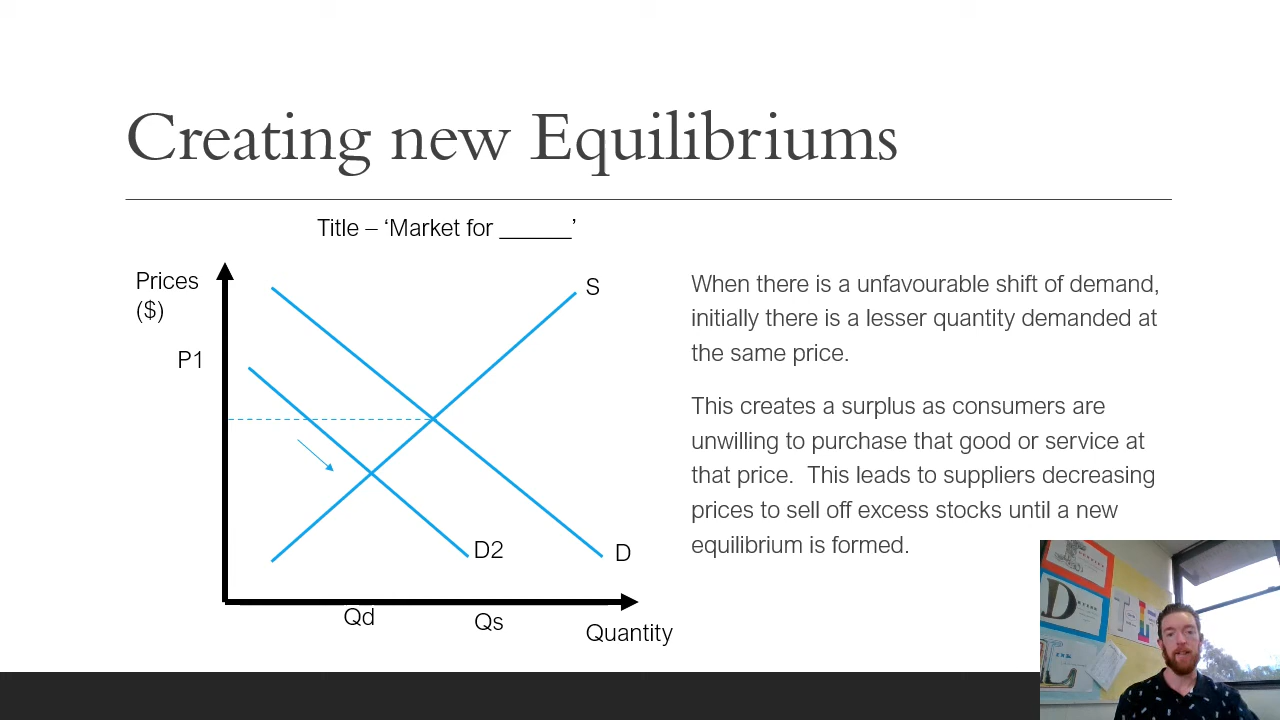 Creating new Equilibriums
Title – ‘Market for ______’
Prices
($)
P1
S
D2
D
Qd
Qs
Quantity
When there is a unfavourable shift of demand,
initially there is a lesser quantity demanded at
the same price.
This creates a surplus as consumers are
unwilling to purchase that good or service at
that price.  This leads to suppliers decreasing
prices to sell off excess stocks until a new
equilibrium is formed.